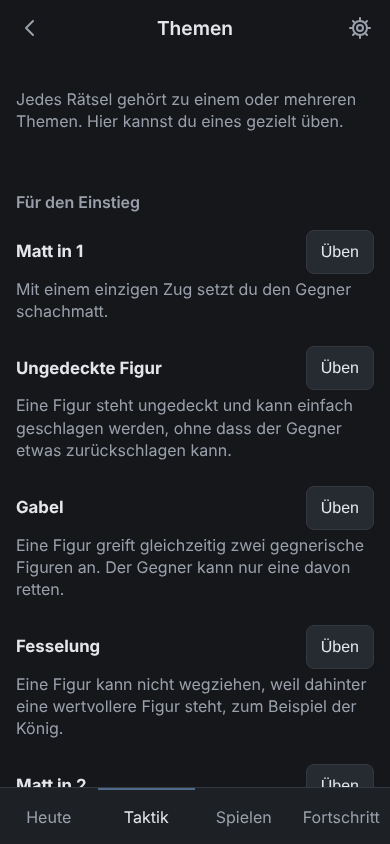 Themen
Jedes Rätsel gehört zu einem oder mehreren
Themen. Hier kannst du eines gezielt üben.
Für den Einstieg
Matt in 1
Üben
Mit einem einzigen Zug setzt du den Gegner
schachmatt.
Ungedeckte Figur
Üben
Eine Figur steht ungedeckt und kann einfach
geschlagen werden, ohne dass der Gegner
etwas zurückschlagen kann.
Gabel
Üben
Eine Figur greift gleichzeitig zwei gegnerische
Figuren an. Der Gegner kann nur eine davon
retten.
Fesselung
Üben
Eine Figur kann nicht wegziehen, weil dahinter
eine wertvollere Figur steht, zum Beispiel der
König.
Matt in 2
Üben
Heute
Taktik
Spielen
Fortschritt